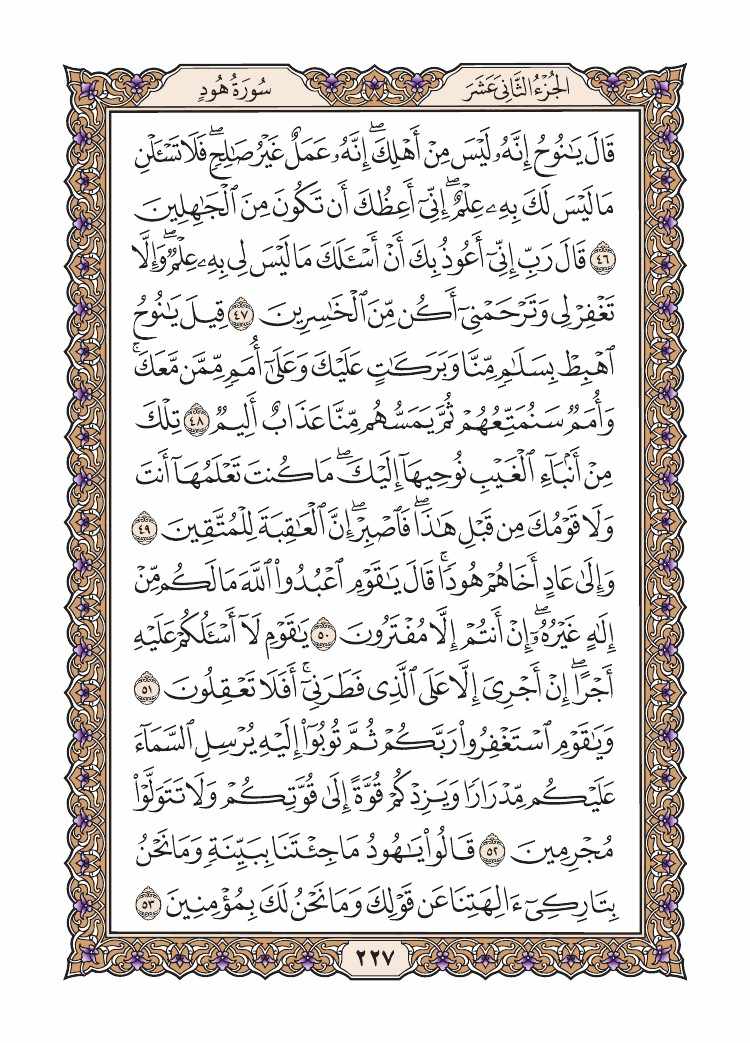 الجُزْءُ الثَّانِي عَشَرَ
سُورَةُ هُودٍ
قَالَ يَٰنُوحُ إِنَّهُۥ لَيْسَ مِنْ أَهْلِكَۖ إِنَّهُۥ عَمَلٌ غَيْرُ صَٰلِحٖۖ فَلَا تَسْـَٔلْنِ
مَا لَيْسَ لَكَ بِهِۦ عِلْمٌۖ إِنِّيٓ أَعِظُكَ أَن تَكُونَ مِنَ ٱلْجَٰهِلِينَ
٤٦ قَالَ رَبِّ إِنِّيٓ أَعُوذُ بِكَ أَنْ أَسْـَٔلَكَ مَا لَيْسَ لِي بِهِۦ عِلْمٌۖ وَإِلَّا
تَغْفِرْ لِي وَتَرْحَمْنِيٓ أَكُن مِّنَ ٱلْخَٰسِرِينَ ٤٧ قِيلَ يَٰنُوحُ
ٱهْبِطْ بِسَلَٰمٍ مِّنَّا وَبَرَكَٰتٍ عَلَيْكَ وَعَلَىٰٓ أُمَمٍ مِّمَّن مَّعَكَۚ
وَأُمَمٌ سَنُمَتِّعُهُمْ ثُمَّ يَمَسُّهُم مِّنَّا عَذَابٌ أَلِيمٌ ٤٨ تِلْكَ
مِنْ أَنۢبَآءِ ٱلْغَيْبِ نُوحِيهَآ إِلَيْكَۖ مَا كُنتَ تَعْلَمُهَآ أَنتَ
وَلَا قَوْمُكَ مِن قَبْلِ هَٰذَاۖ فَٱصْبِرْۖ إِنَّ ٱلْعَٰقِبَةَ لِلْمُتَّقِينَ ٤٩
وَإِلَىٰ عَادٍ أَخَاهُمْ هُودًاۚ قَالَ يَٰقَوْمِ ٱعْبُدُواْ ٱللَّهَ مَا لَكُم مِّنْ
إِلَٰهٍ غَيْرُهُۥٓۖ إِنْ أَنتُمْ إِلَّا مُفْتَرُونَ ٥٠ يَٰقَوْمِ لَآ أَسْـَٔلُكُمْ عَلَيْهِ
أَجْرًاۖ إِنْ أَجْرِيَ إِلَّا عَلَى ٱلَّذِي فَطَرَنِيٓۚ أَفَلَا تَعْقِلُونَ ٥١
وَيَٰقَوْمِ ٱسْتَغْفِرُواْ رَبَّكُمْ ثُمَّ تُوبُوٓاْ إِلَيْهِ يُرْسِلِ ٱلسَّمَآءَ
عَلَيْكُم مِّدْرَارًا وَيَزِدْكُمْ قُوَّةً إِلَىٰ قُوَّتِكُمْ وَلَا تَتَوَلَّوْاْ
مُجْرِمِينَ ٥٢ قَالُواْ يَٰهُودُ مَا جِئْتَنَا بِبَيِّنَةٍ وَمَا نَحْنُ
بِتَارِكِيٓ ءَالِهَتِنَا عَن قَوْلِكَ وَمَا نَحْنُ لَكَ بِمُؤْمِنِينَ ٥٣
٢٢٧